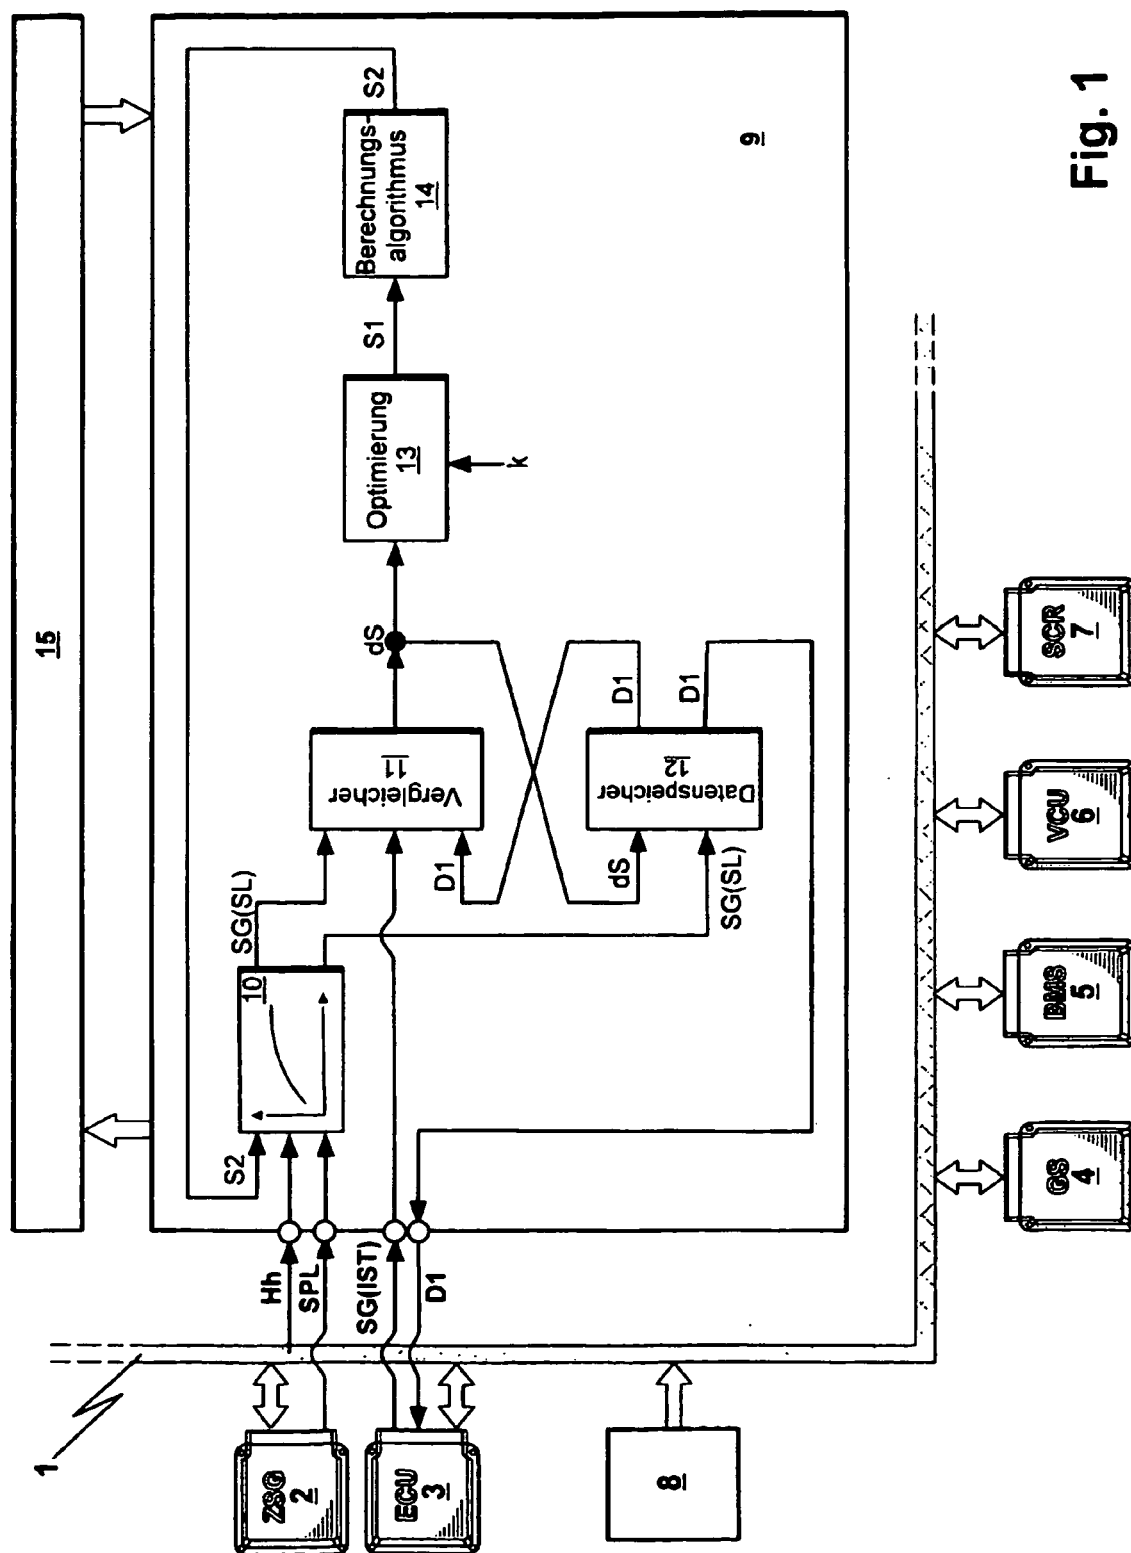 15
9
S2
Berechnungs-
algorithmus
14
S1
Optimierung
13
k
dS
Vergleicher
11
D1
D1
D1
Datenspeicher
12
dS
SG(SL)
SG(SL)
10
S2
Hh
SPL
SG(IST)
D1
1
ZSG
2
ECU
3
8
GS
4
BMS
5
VCU
6
SCR
7
Fig. 1